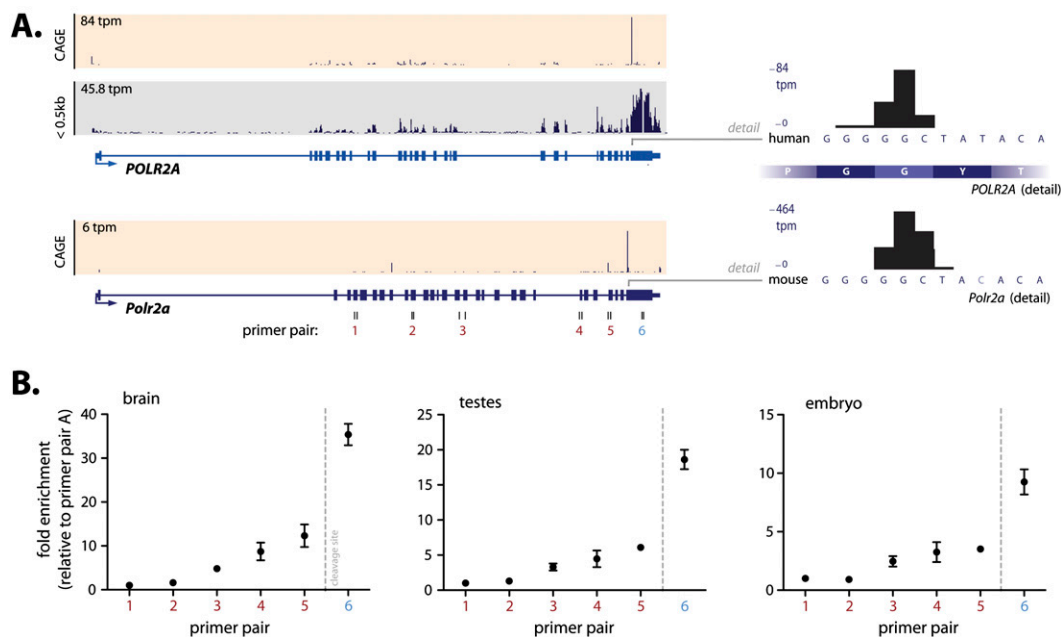 A.
CAGE
84 tpm
< 0.5kb
45.8 tpm
POLR2A
CAGE
6 tpm
Polr2a
primer pair: 1 2 3 4 5 6
–84
tpm
–0
detail
human G G G G G C T A T A C A
P G G Y T
POLR2A (detail)
–464
tpm
–0
detail
mouse G G G G G C T A C A C A
Polr2a (detail)
B.
fold enrichment
(relative to primer pair A)
brain
40
30
20
10
0
cleavage site
1 2 3 4 5 6
primer pair
testes
25
20
15
10
5
0
1 2 3 4 5 6
primer pair
embryo
15
10
5
0
1 2 3 4 5 6
primer pair